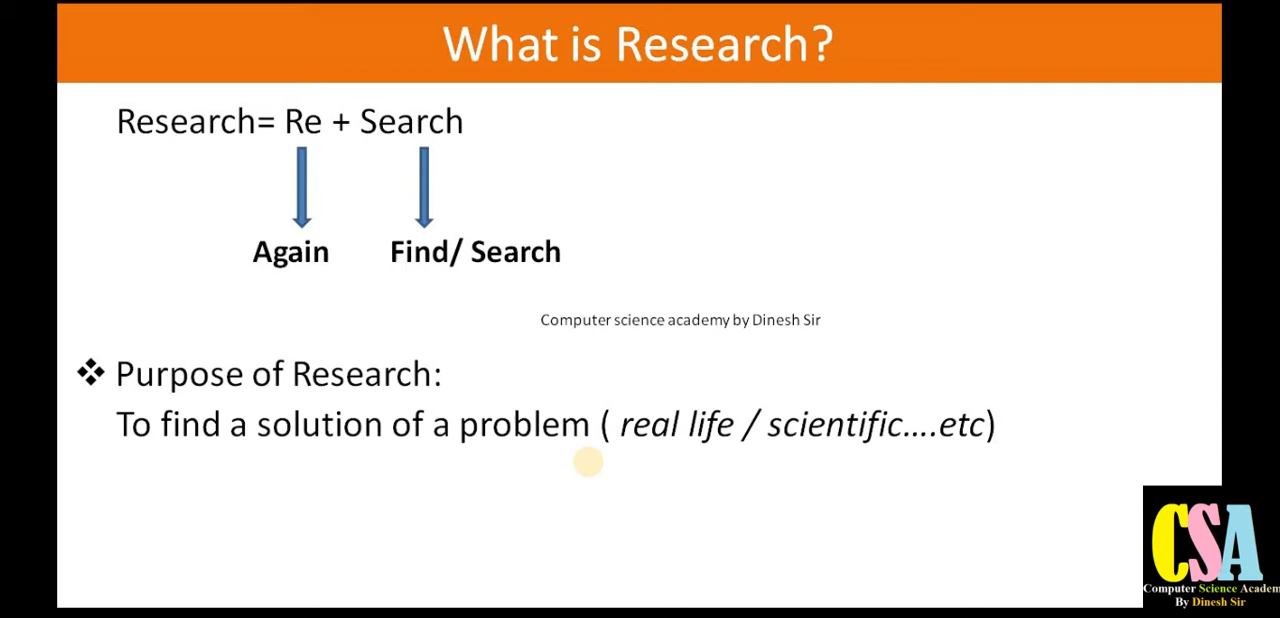 What is Research?
Research= Re + Search
Again Find/ Search
Computer science academy by Dinesh Sir
❖ Purpose of Research:
To find a solution of a problem ( real life / scientific....etc)
CSA
Computer Science Academ
By Dinesh Sir